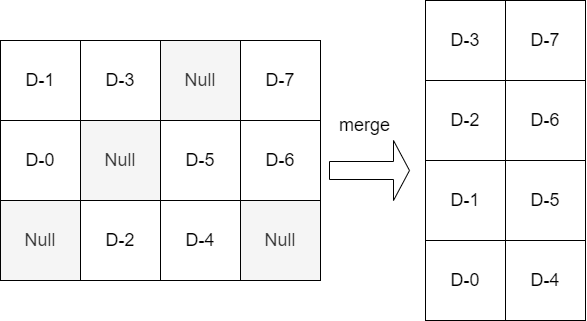 D-1 D-3 Null D-7
D-0 Null D-5 D-6
Null D-2 D-4 Null
merge
D-3 D-7
D-2 D-6
D-1 D-5
D-0 D-4